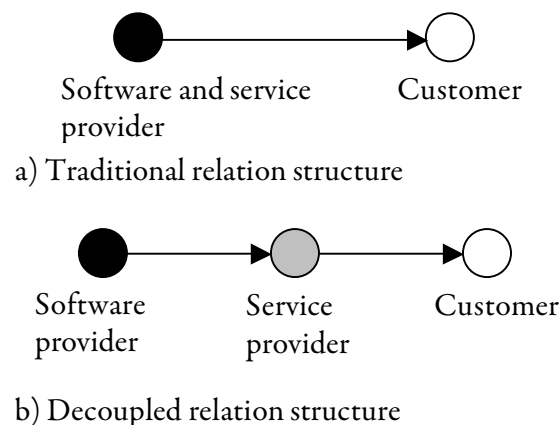 Software and service Customer
provider
a) Traditional relation structure
Software Service Customer
provider provider
b) Decoupled relation structure